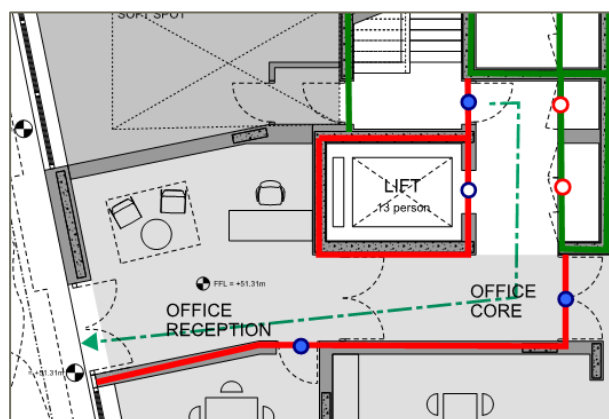 SOFT SPOT
LIFT
13 person
FFL = +51.31m
OFFICE
RECEPTION
OFFICE
CORE
= +51.31m